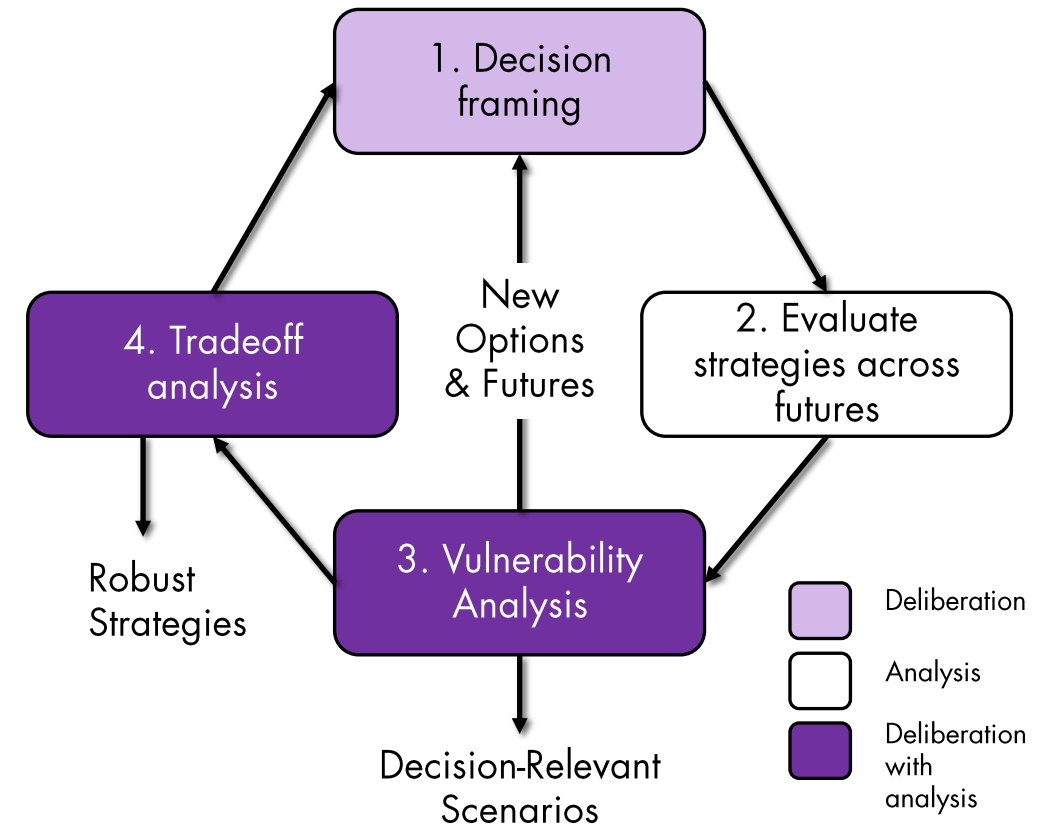 1. Decision
framing
New
Options
& Futures
4. Tradeoff
analysis
2. Evaluate
strategies across
futures
3. Vulnerability
Analysis
Robust
Strategies
Decision-Relevant
Scenarios
Deliberation
Analysis
Deliberation
with
analysis